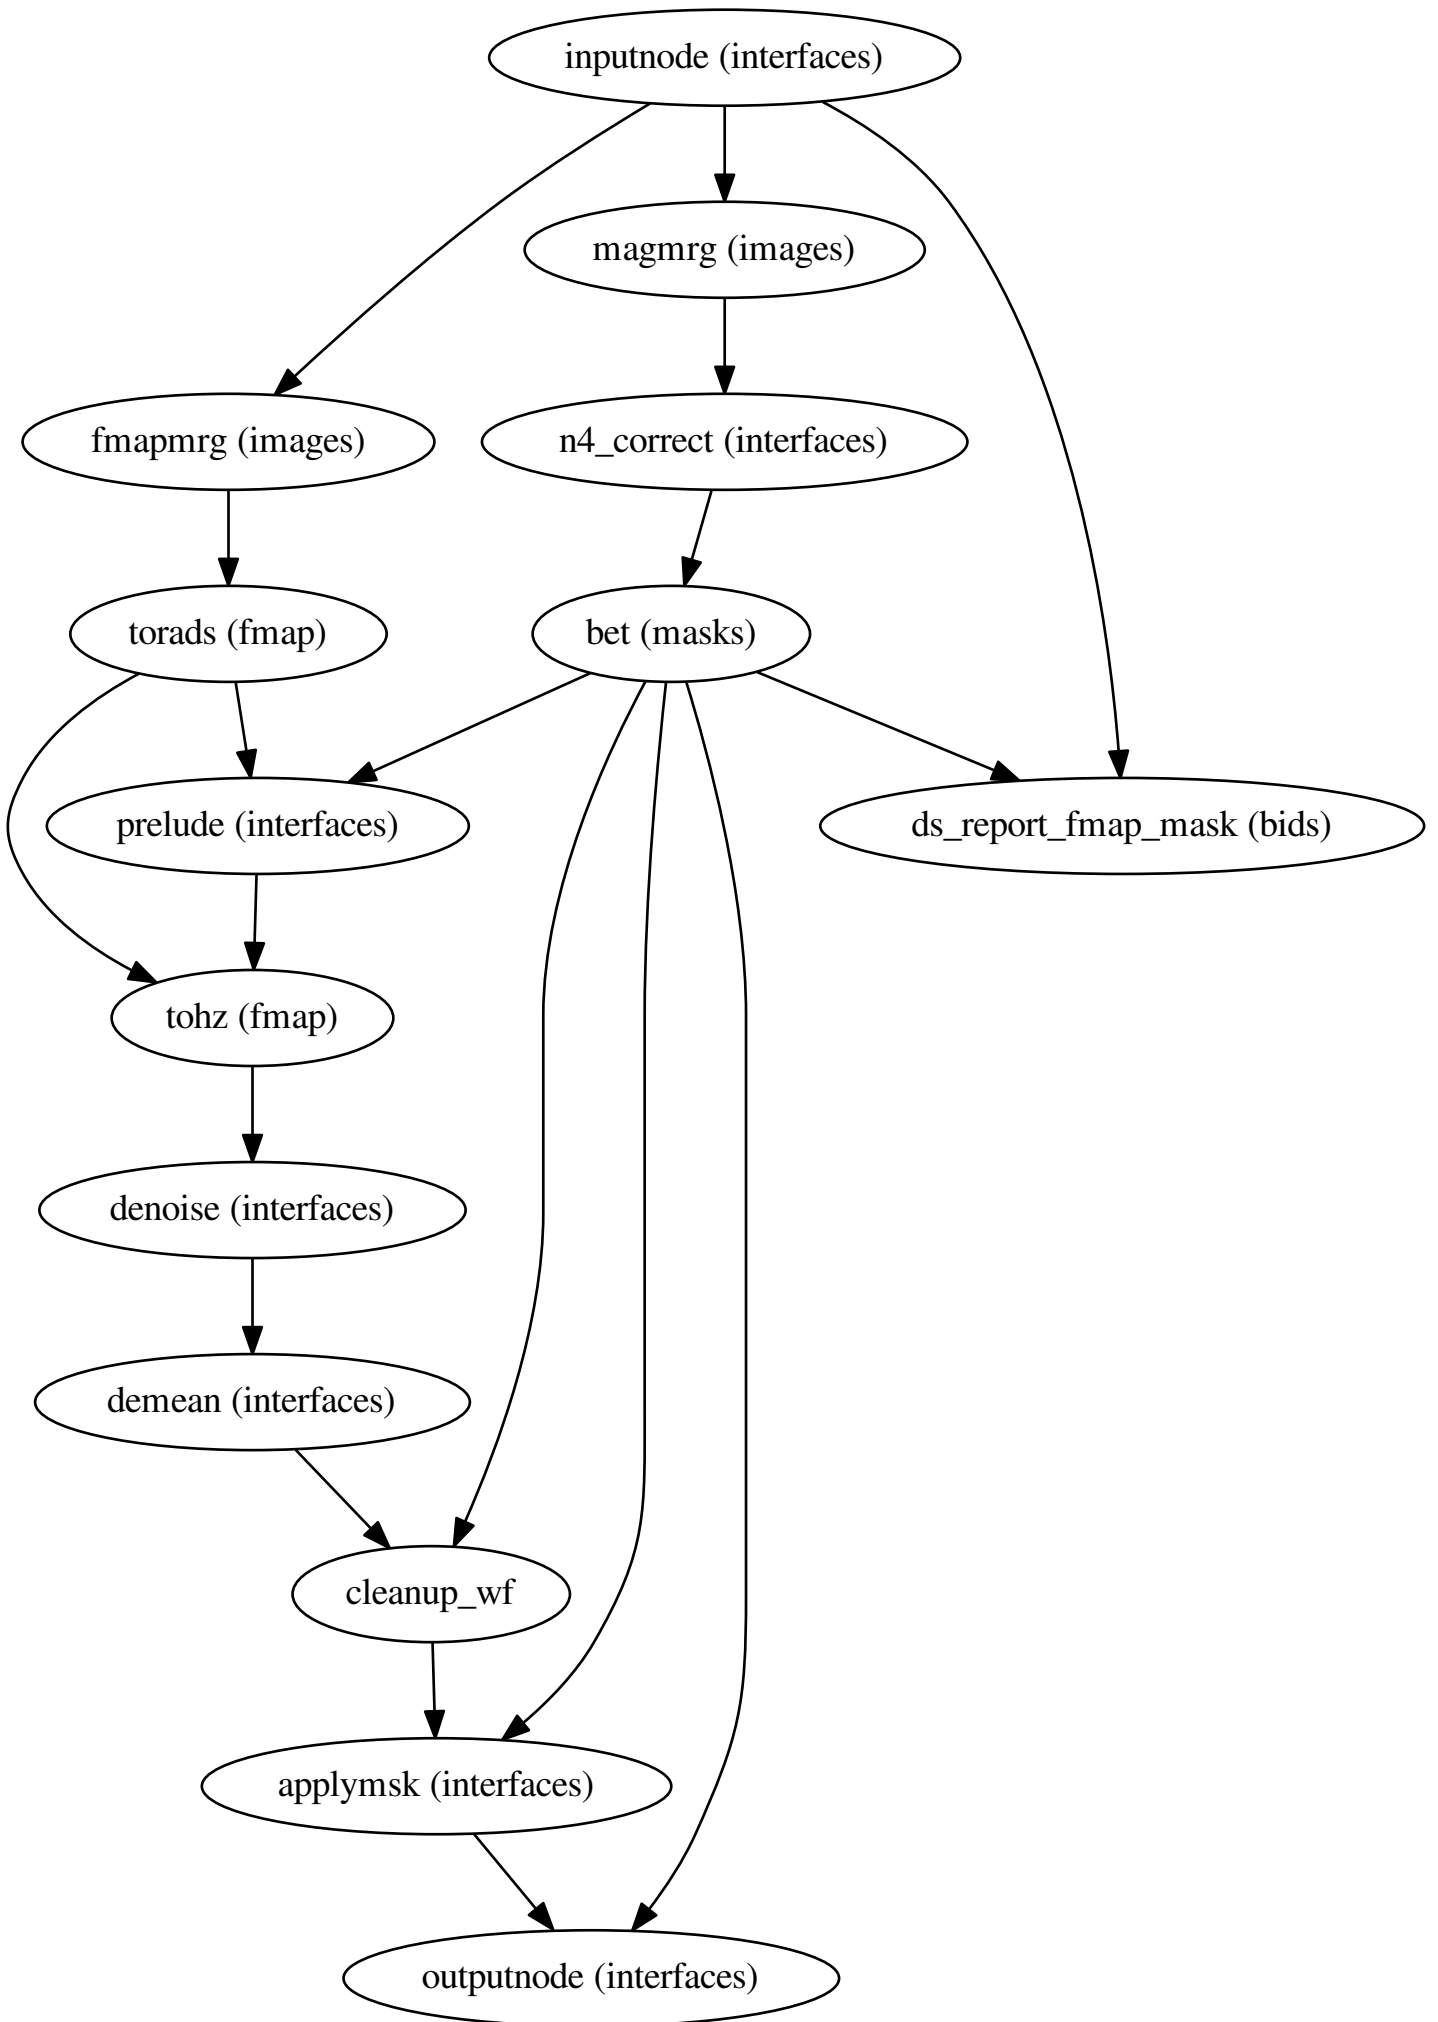 inputnode (interfaces)
magmrg (images)
fmapmrg (images)
n4_correct (interfaces)
torads (fmap)
bet (masks)
prelude (interfaces)
ds_report_fmap_mask (bids)
tohz (fmap)
denoise (interfaces)
demean (interfaces)
cleanup_wf
applymsk (interfaces)
outputnode (interfaces)